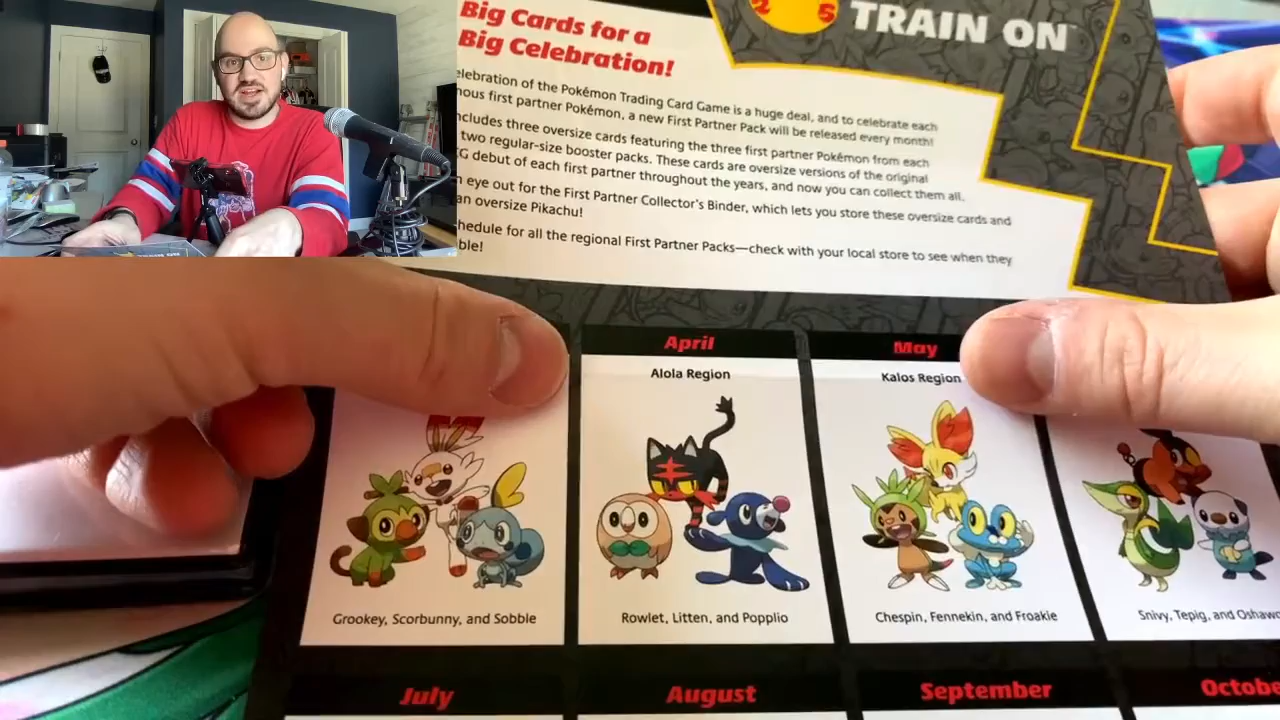 Big Cards for a
Big Celebration!
TRAIN ON™
25
elebration of the Pokémon Trading Card Game is a huge deal, and to celebrate each
first partner Pokémon, a new First Partner Pack will be released every month!
ncludes three oversize cards featuring the three first partner Pokémon from each
two regular-size booster packs. These cards are oversize versions of the original
G debut of each first partner throughout the years, and now you can collect them all.
eye out for the First Partner Collector's Binder, which lets you store these oversize cards and
an oversize Pikachu!
hedule for all the regional First Partner Packs—check with your local store to see when they
ble!
April
May
Alola Region
Kalos Region
Grookey, Scorbunny, and Sobble
Rowlet, Litten, and Popplio
Chespin, Fennekin, and Froakie
Snivy, Tepig, and Oshaw
July
August
September
Octob